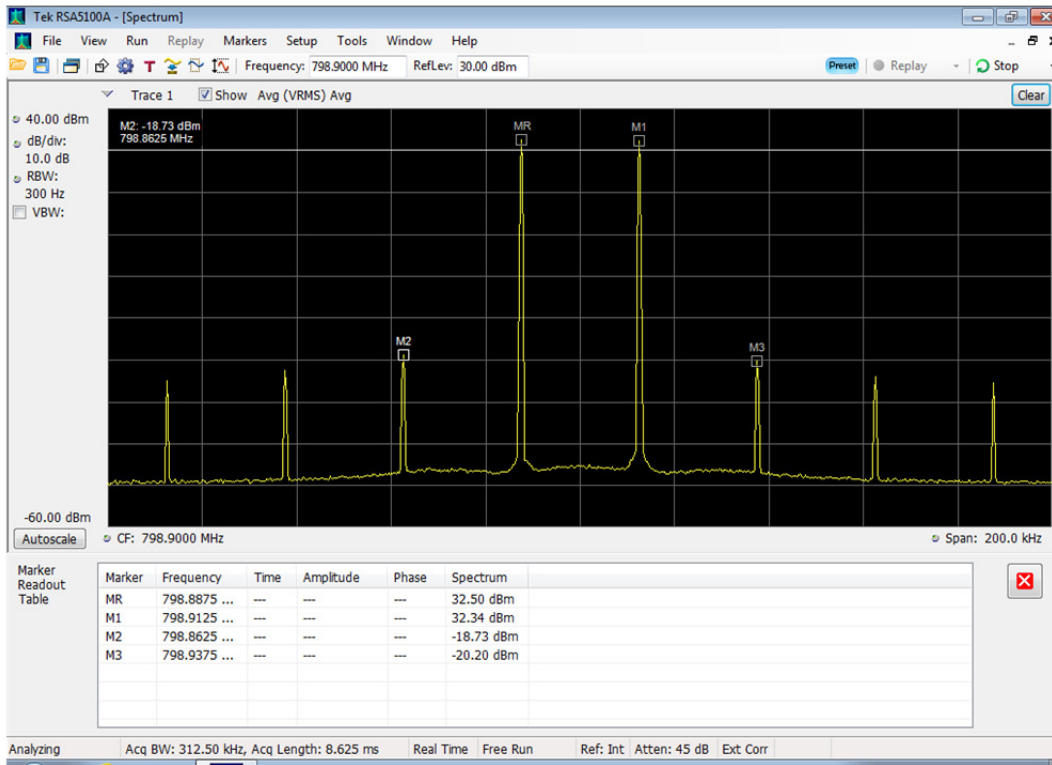 Tek RSA5100A - [Spectrum]
File View Run Replay Markers Setup Tools Window Help
T Frequency: 798.9000 MHz RefLev: 30.00 dBm Preset Replay Stop
Trace 1 Show Avg (VRMS) Avg Clear
40.00 dBm
dB/div:
10.0 dB
RBW:
300 Hz
VBW:
M2: -18.73 dBm
798.8625 MHz
MR
M1
M2
M3
-60.00 dBm
Autoscale CF: 798.9000 MHz Span: 200.0 kHz
Marker
Readout
Table
Marker Frequency Time Amplitude Phase Spectrum
MR 798.8875 ... --- --- --- 32.50 dBm
M1 798.9125 ... --- --- --- 32.34 dBm
M2 798.8625 ... --- --- --- -18.73 dBm
M3 798.9375 ... --- --- --- -20.20 dBm
Analyzing Acq BW: 312.50 kHz, Acq Length: 8.625 ms Real Time Free Run Ref: Int Atten: 45 dB Ext Corr